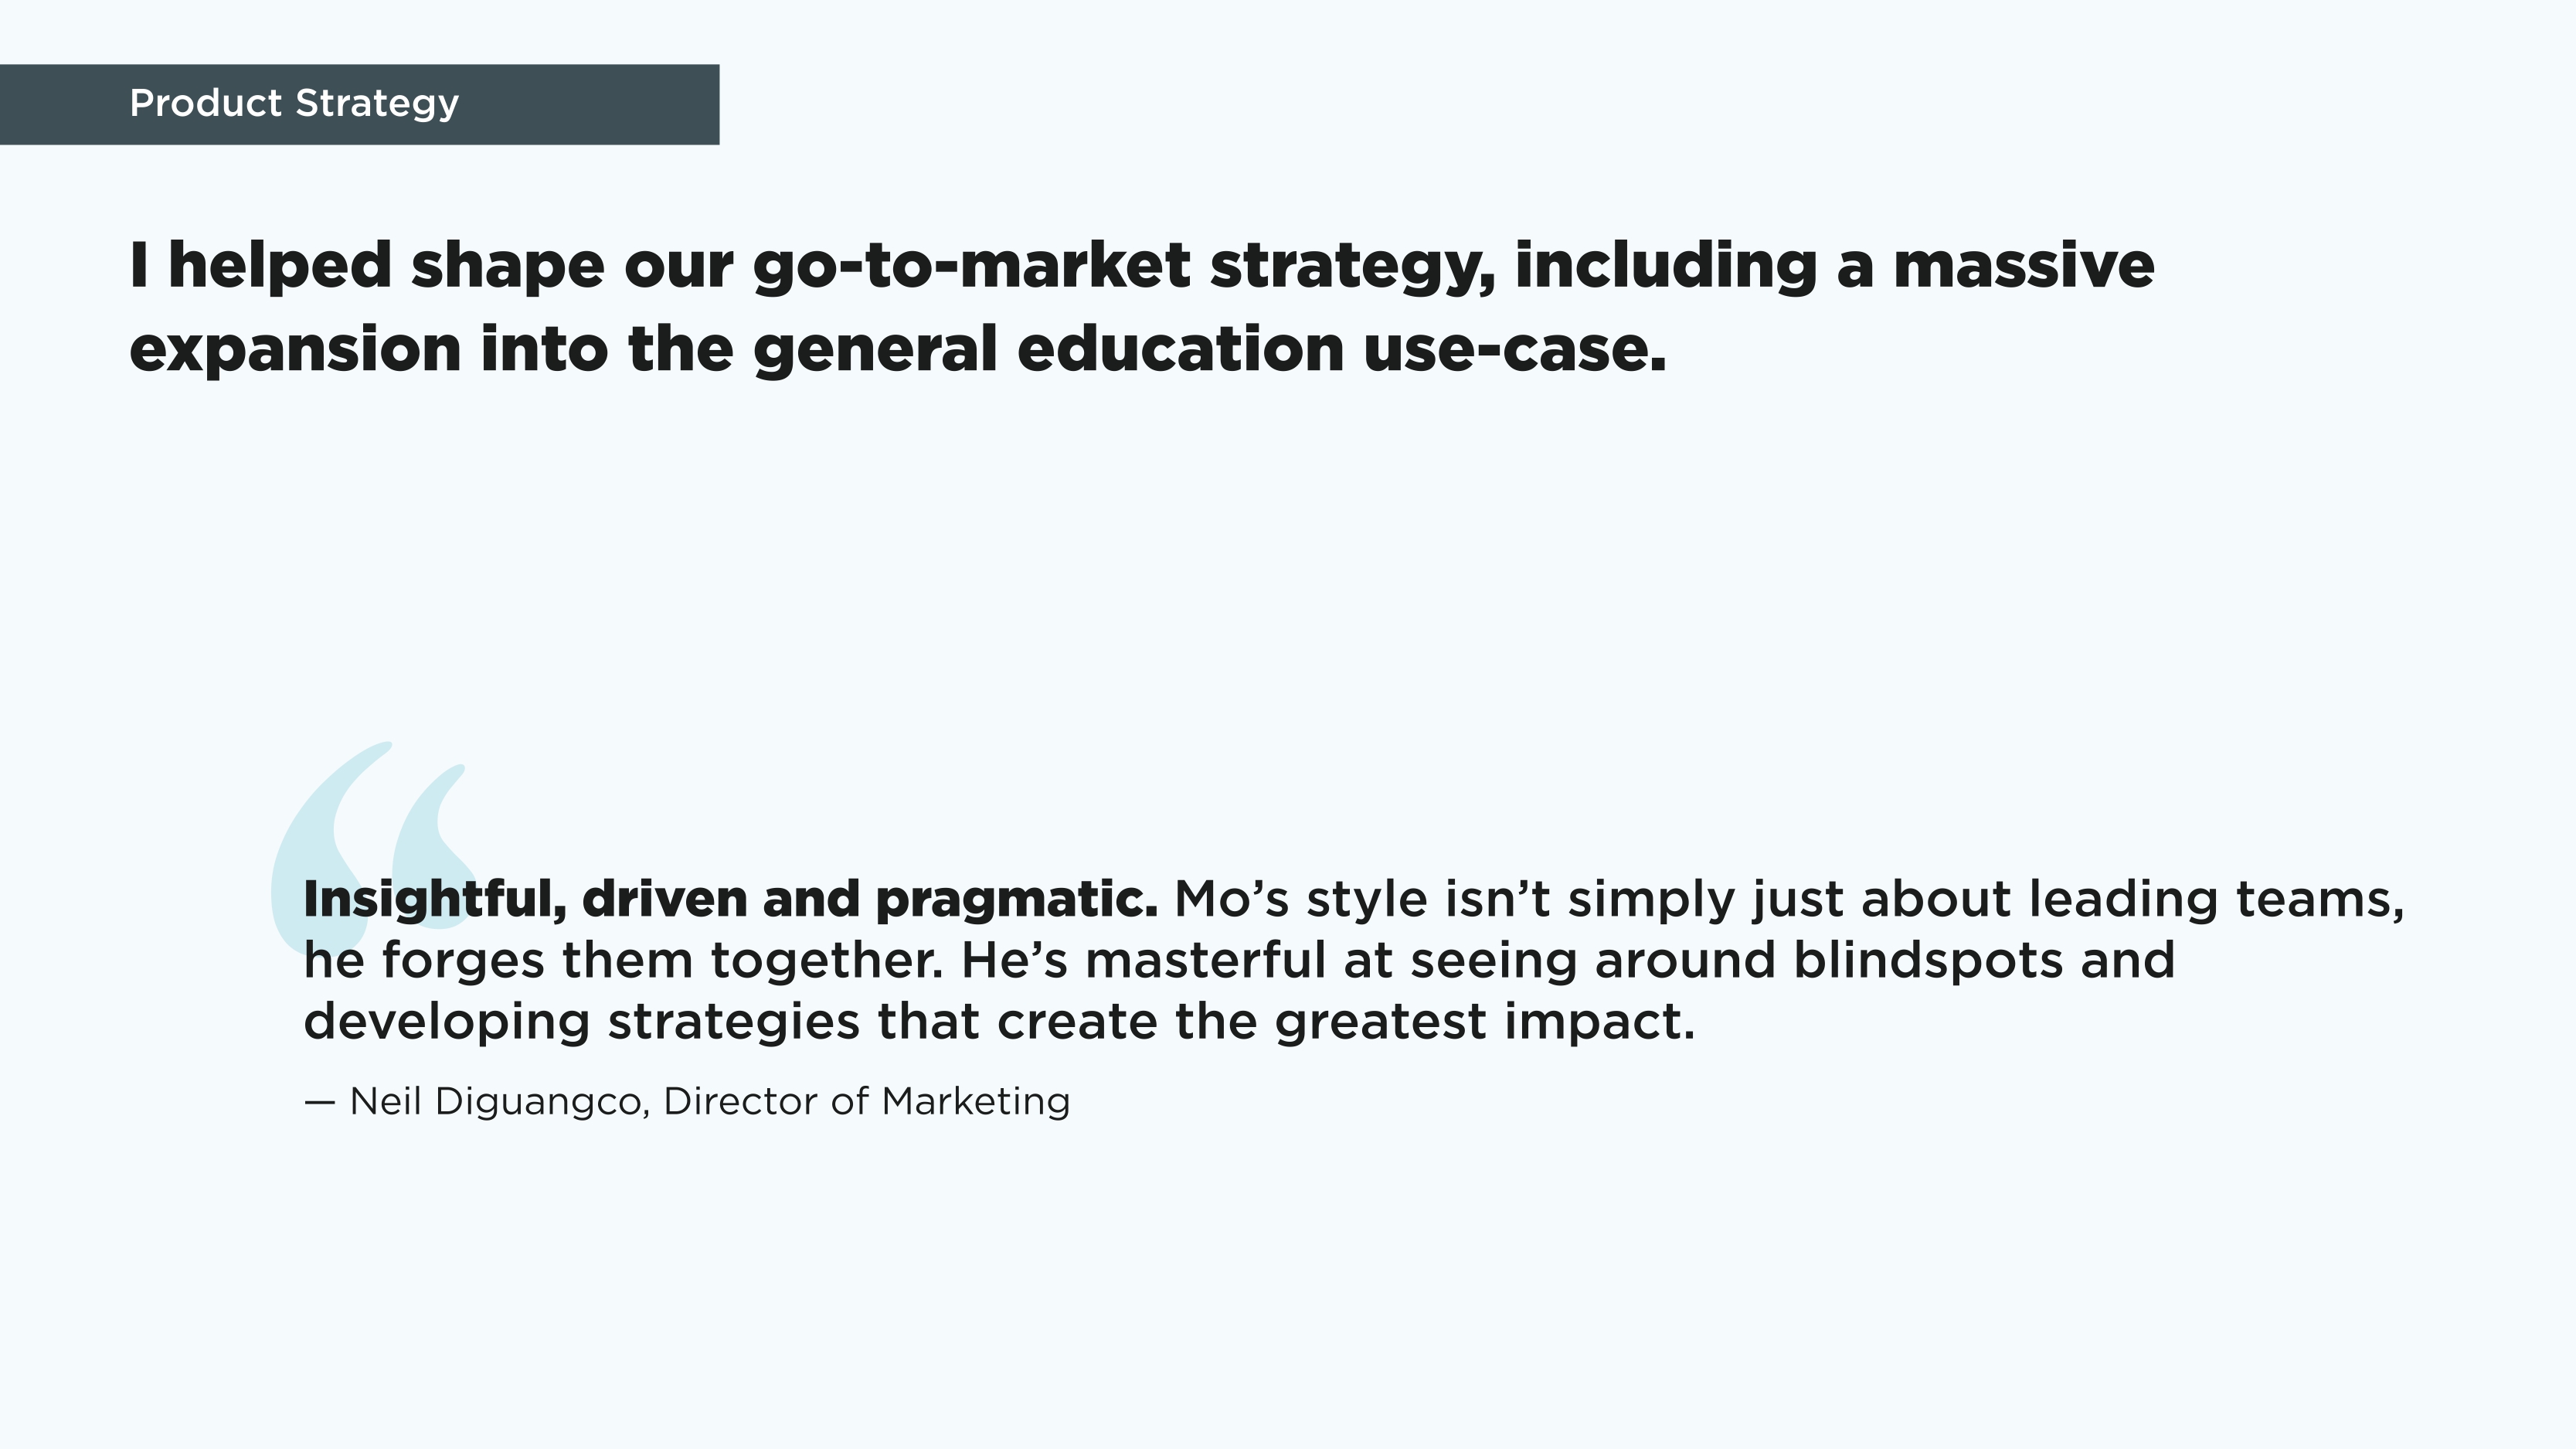 Product Strategy
I helped shape our go-to-market strategy, including a massive
expansion into the general education use-case.
“
Insightful, driven and pragmatic. Mo’s style isn’t simply just about leading teams,
he forges them together. He’s masterful at seeing around blindspots and
developing strategies that create the greatest impact.
— Neil Diguangco, Director of Marketing